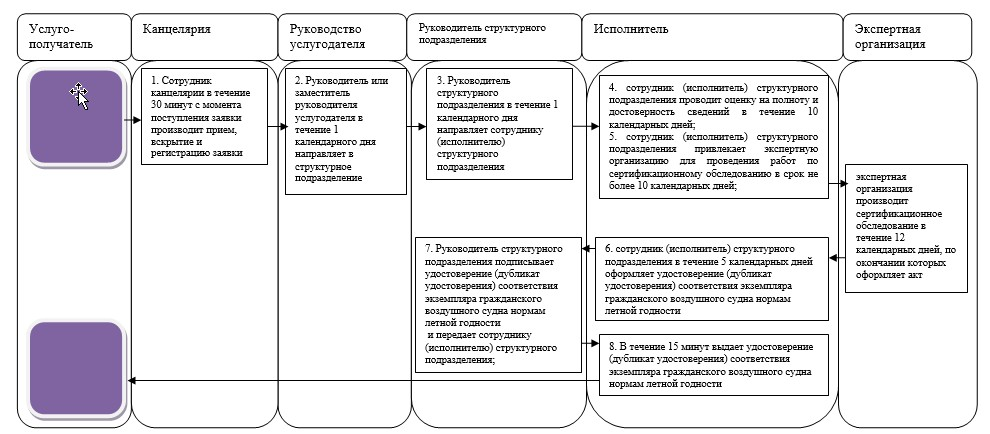 Услуго-
получатель
Канцелярия
Руководство
услугодателя
Руководитель структурного
подразделения
Исполнитель
Экспертная
организация
1. Сотрудник
канцелярии в течение
30 минут с момента
поступления заявки
производит прием,
вскрытие и
регистрацию заявки
2. Руководитель или
заместитель
руководителя
услугодателя в
течение 1
календарного дня
направляет в
структурное
подразделение
3. Руководитель
структурного
подразделения в течение 1
календарного дня
направляет сотруднику
(исполнителю)
структурного
подразделения
4. сотрудник (исполнитель) структурного
подразделения проводит оценку на полноту и
достоверность сведений в течение 10
календарных дней;
5. сотрудник (исполнитель) структурного
подразделения привлекает экспертную
организацию для проведения работ по
сертификационному обследованию в срок не
более 10 календарных дней;
экспертная
организация
производит
сертификационное
обследование в
течение 12
календарных дней, по
окончании которых
оформляет акт
7. Руководитель структурного
подразделения подписывает
удостоверение (дубликат
удостоверения) соответствия
экземпляра гражданского
воздушного судна нормам
летной годности
и передает сотруднику
(исполнителю) структурного
подразделения;
6. сотрудник (исполнитель) структурного
подразделения в течение 5 календарных дней
оформляет удостоверение (дубликат
удостоверения) соответствия экземпляра
гражданского воздушного судна нормам
летной годности
8. В течение 15 минут выдает удостоверение
(дубликат удостоверения) соответствия
экземпляра гражданского воздушного судна
нормам летной годности